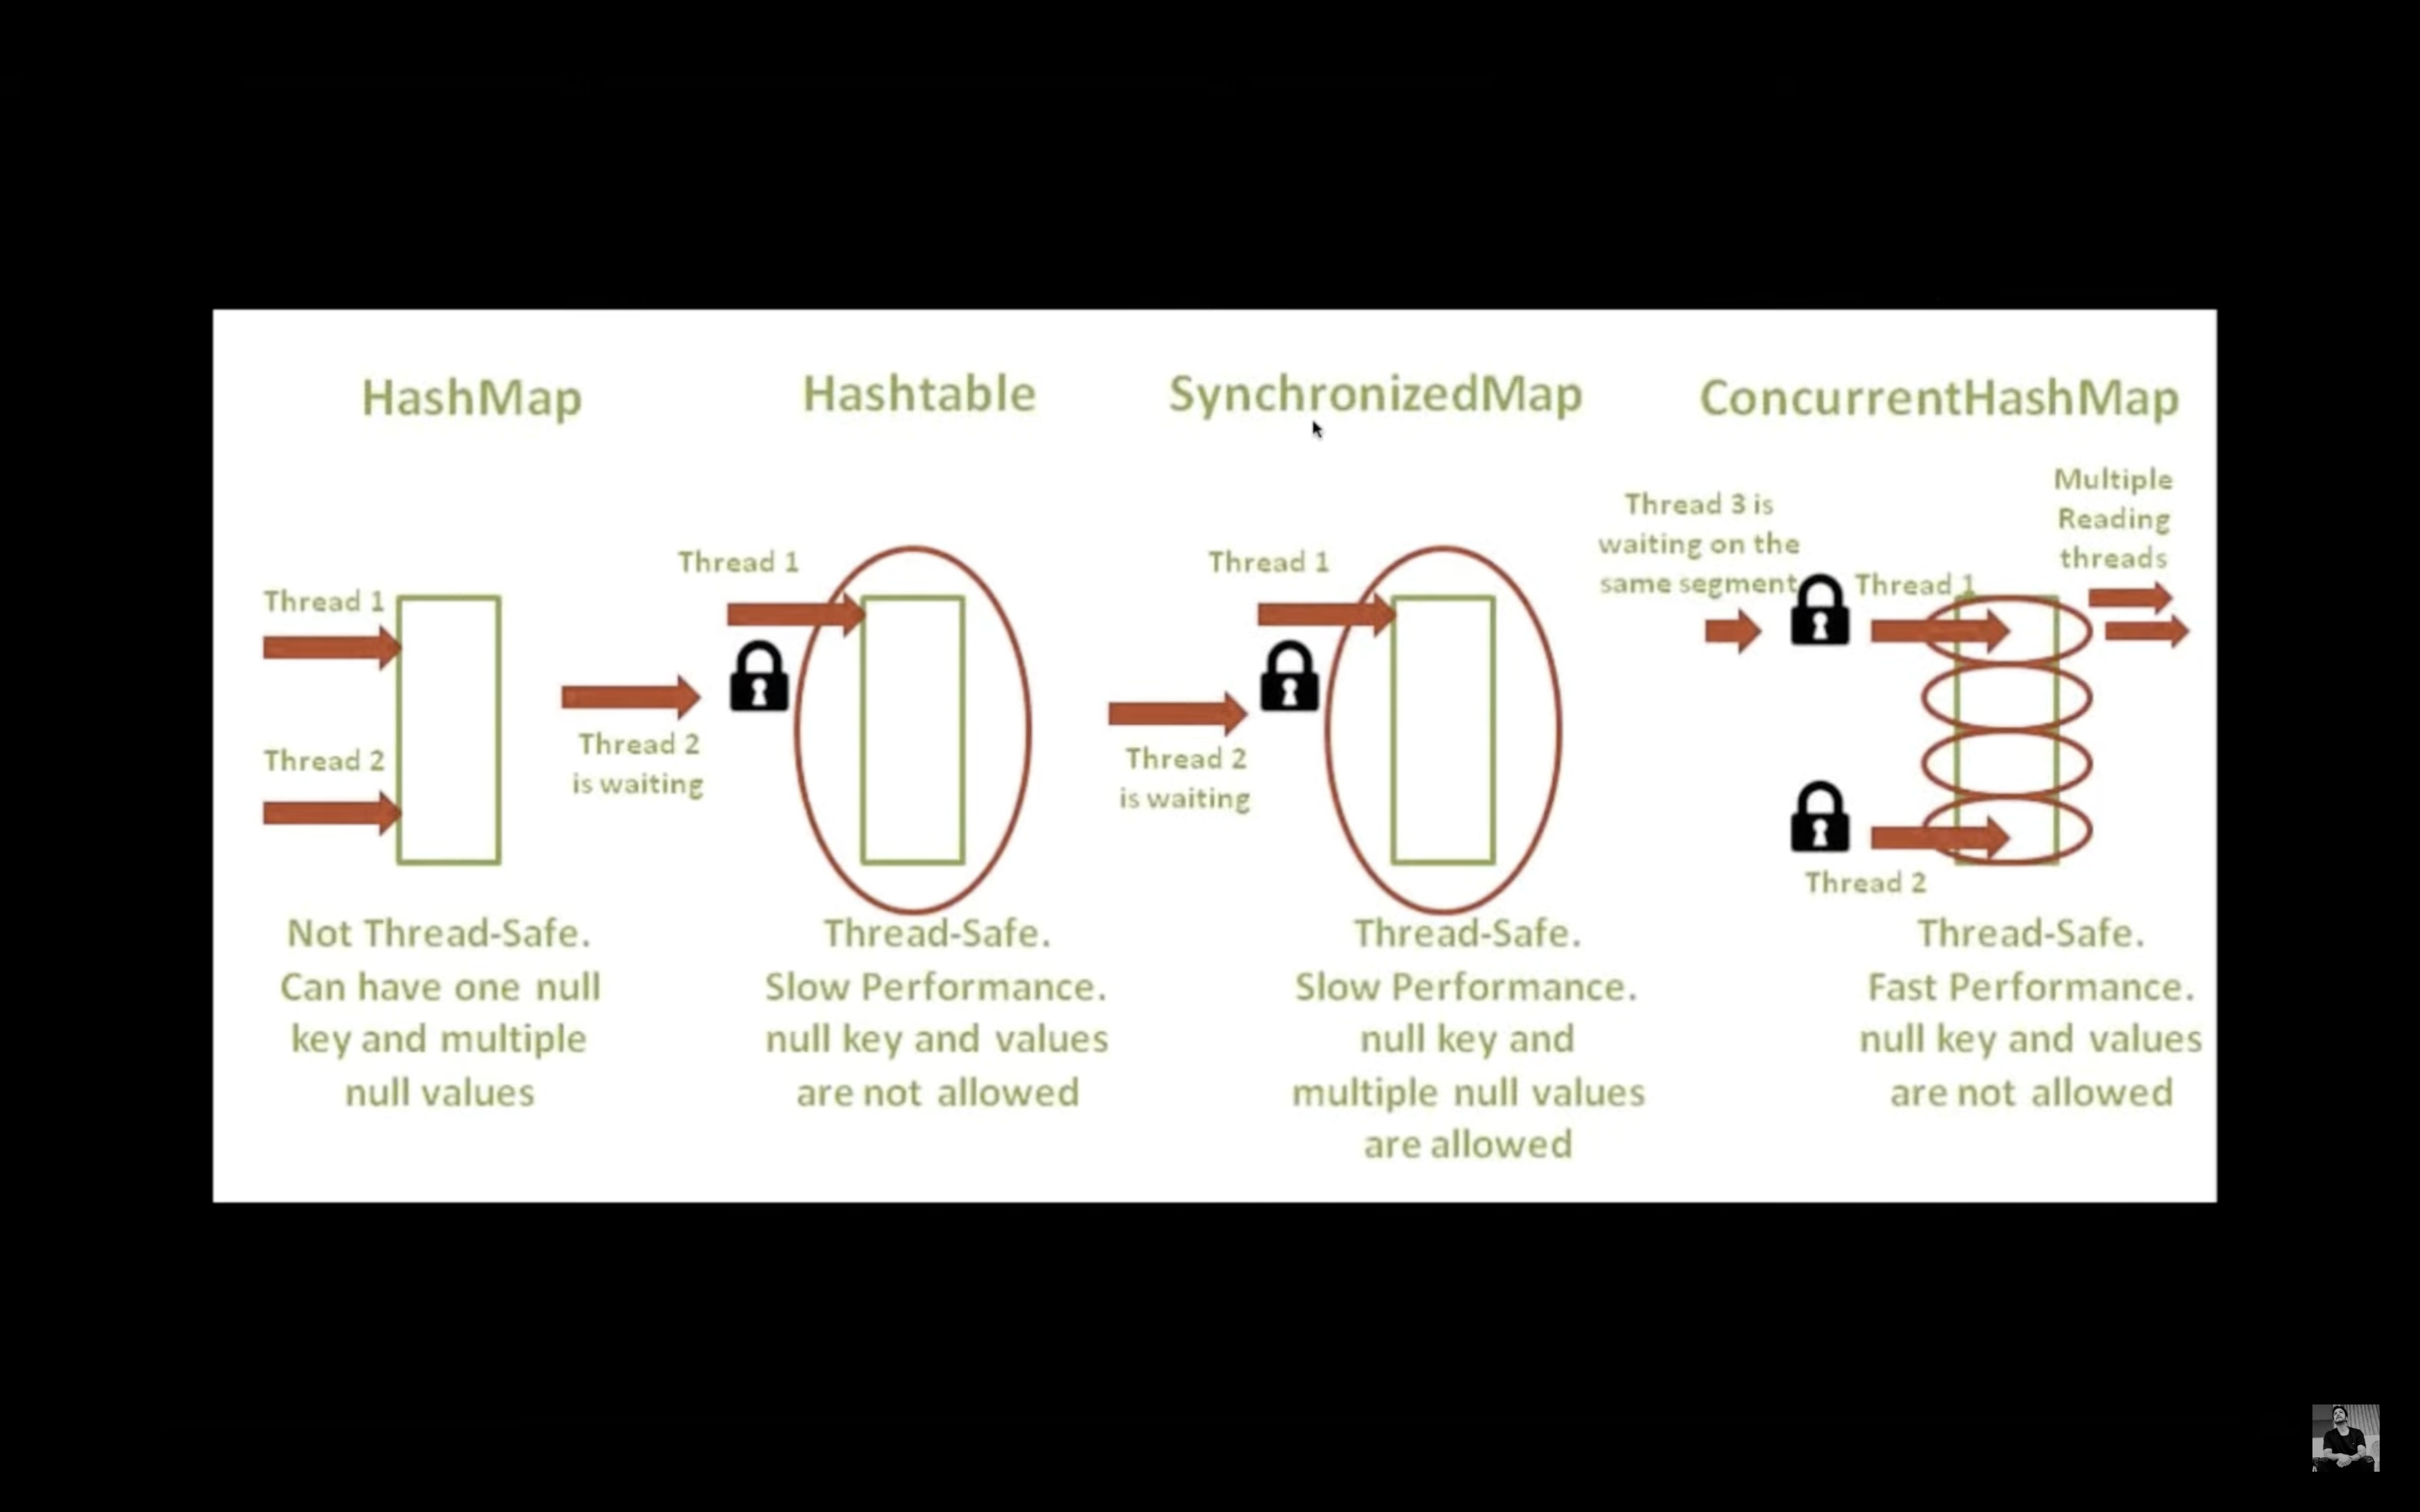 HashMap
Thread 1
Thread 2
Not Thread-Safe.
Can have one null
key and multiple
null values
Hashtable
Thread 1
Thread 2
is waiting
Thread-Safe.
Slow Performance.
null key and values
are not allowed
SynchronizedMap
Thread 1
Thread 2
is waiting
Thread-Safe.
Slow Performance.
null key and
multiple null values
are allowed
ConcurrentHashMap
Thread 3 is
waiting on the
same segment
Thread 1
Multiple
Reading
threads
Thread 2
Thread-Safe.
Fast Performance.
null key and values
are not allowed